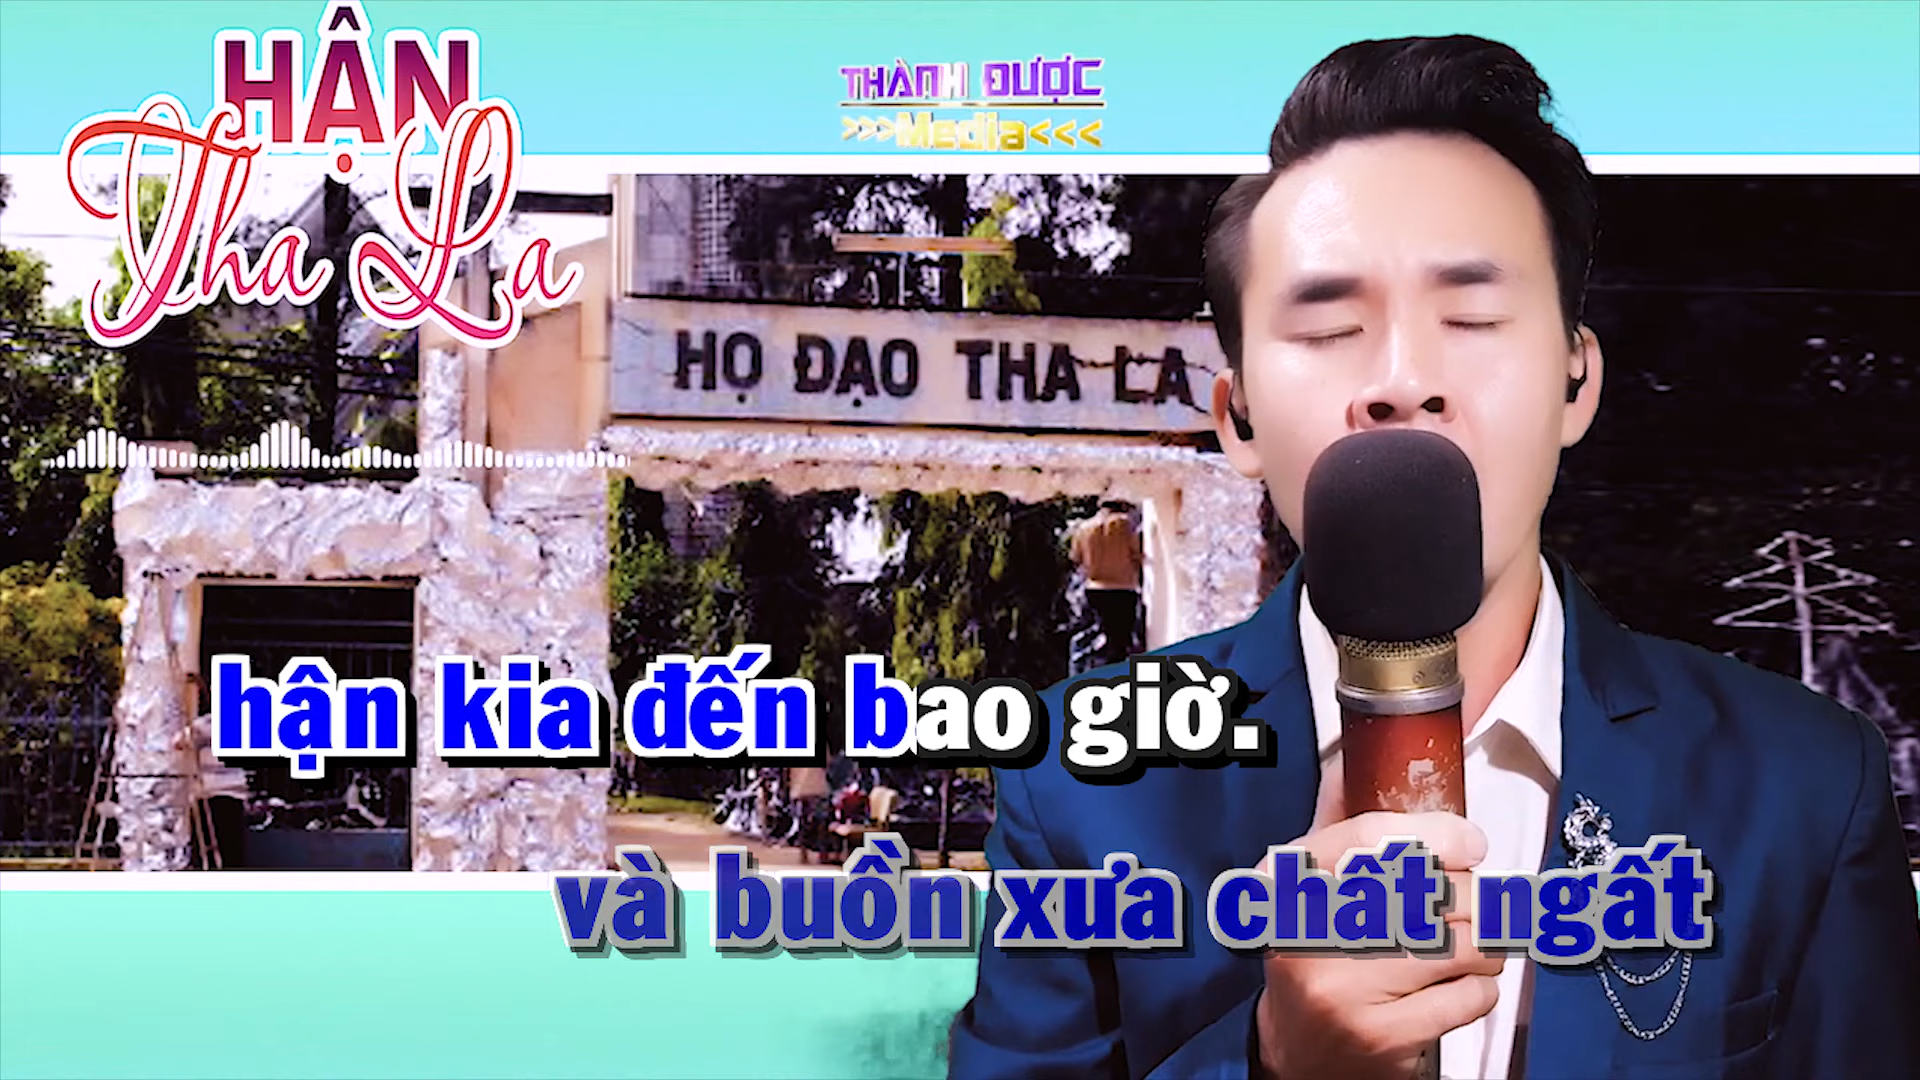 HẬN
Tha La
THÀNH ĐƯỢC
>>>Media<<<
HỌ ĐẠO THA LA
hận kia đến bao giờ.
và buồn xưa chất ngất